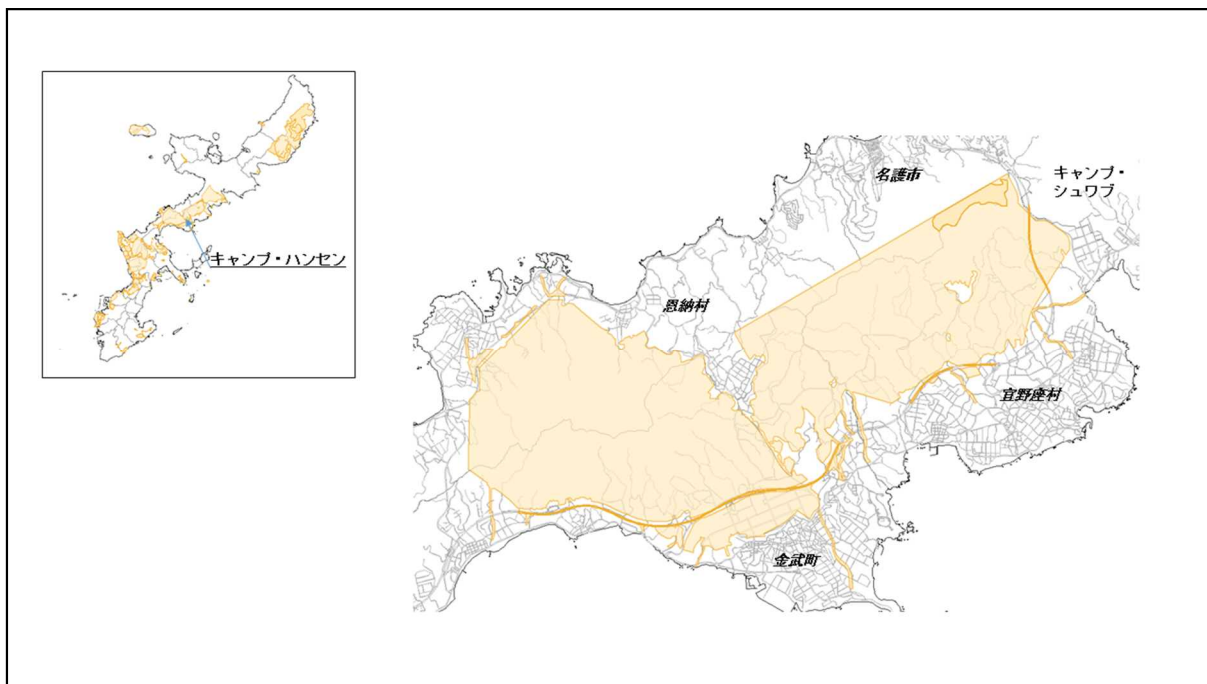 キャンプ・ハンセン
名護市
キャンプ・
シュワブ
恩納村
宜野座村
金武町